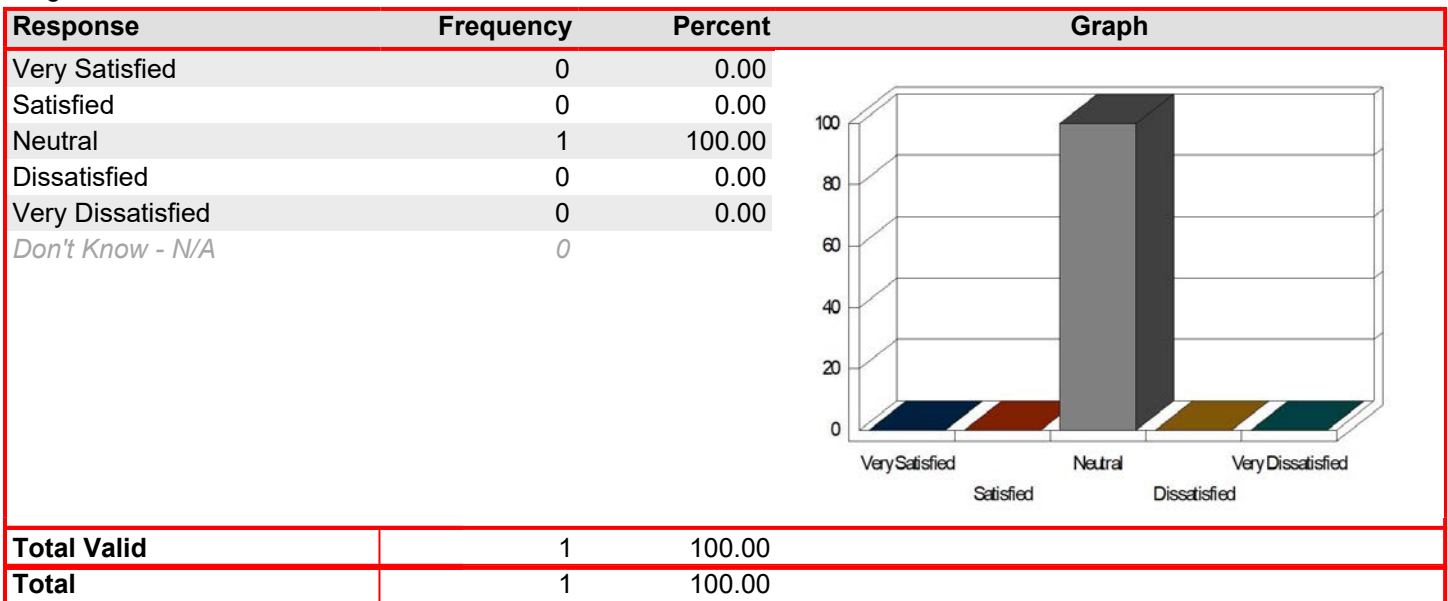 Response Frequency Percent Graph
Very Satisfied 0 0.00
Satisfied 0 0.00
Neutral 1 100.00
Dissatisfied 0 0.00
Very Dissatisfied 0 0.00
Don't Know - N/A 0
100
80
60
40
20
0
Very Satisfied Neutral Very Dissatisfied
Satisfied Dissatisfied
Total Valid 1 100.00
Total 1 100.00